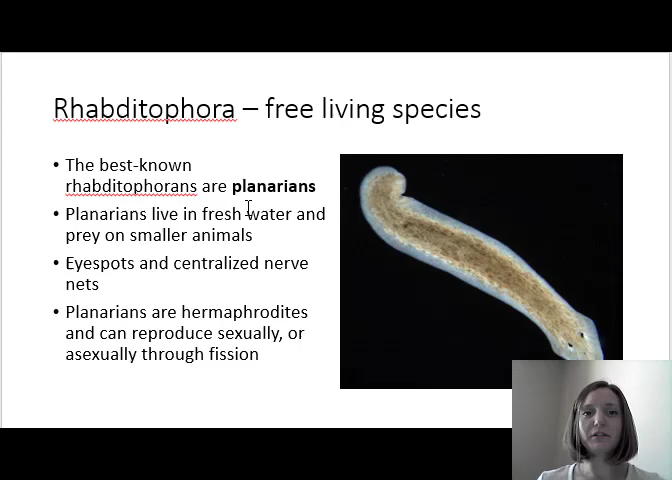 Rhabditophora – free living species
• The best-known
rhabditophorans are planarians
• Planarians live in fresh water and
prey on smaller animals
• Eyespots and centralized nerve
nets
• Planarians are hermaphrodites
and can reproduce sexually, or
asexually through fission